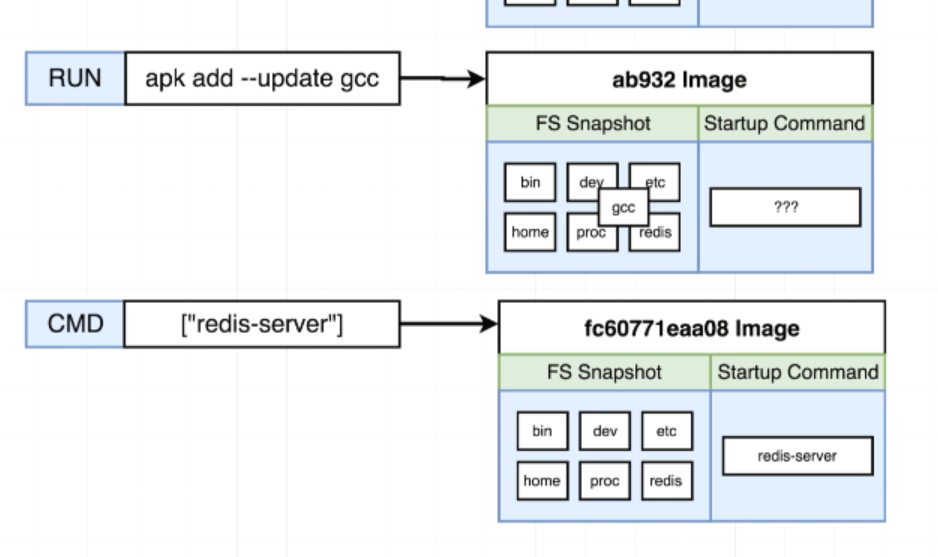 RUN apk add --update gcc
ab932 Image
FS Snapshot Startup Command
bin dev etc
gcc
???
home proc redis
CMD ["redis-server"]
fc60771eaa08 Image
FS Snapshot Startup Command
bin dev etc
redis-server
home proc redis